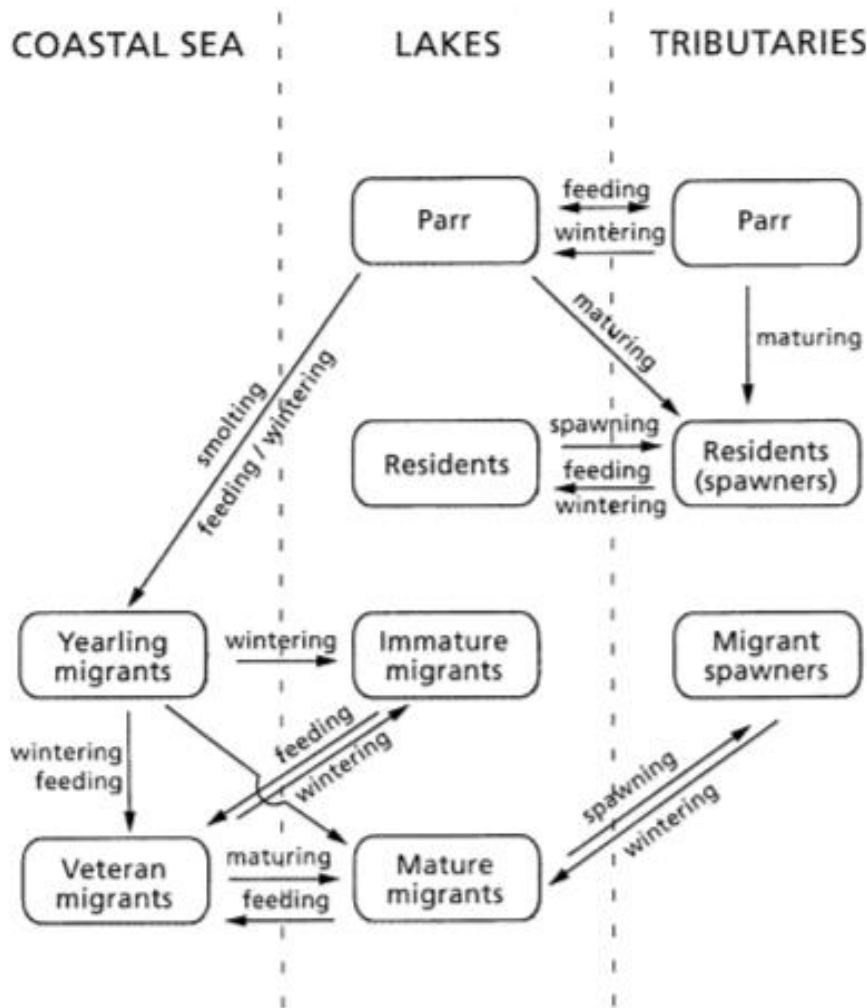 COASTAL SEA
LAKES
TRIBUTARIES
Parr
feeding
wintering
Parr
maturing
maturing
smolting
feeding / wintering
Residents
spawning
feeding
wintering
Residents
(spawners)
Yearling
migrants
wintering
Immature
migrants
Migrant
spawners
wintering
feeding
feeding
wintering
spawning
wintering
Veteran
migrants
maturing
feeding
Mature
migrants